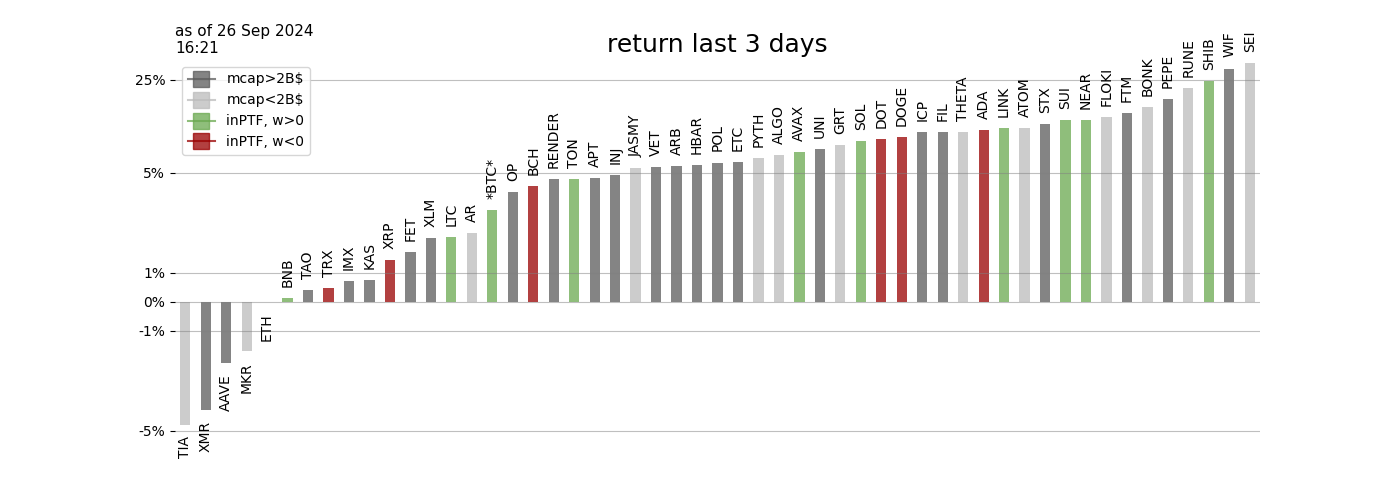 as of 26 Sep 2024
16:21
return last 3 days
mcap>2B$
mcap<2B$
inPTF, w>0
inPTF, w<0
25%
5%
1%
0%
-1%
-5%
TIA
XMR
AAVE
MKR
ETH
BNB
TAO
TRX
IMX
KAS
XRP
FET
XLM
LTC
AR
*BTC*
OP
BCH
RENDER
TON
APT
INJ
JASMY
VET
ARB
HBAR
POL
ETC
PYTH
ALGO
AVAX
UNI
GRT
SOL
DOT
DOGE
ICP
FIL
THETA
ADA
LINK
ATOM
STX
SUI
NEAR
FLOKI
FTM
BONK
PEPE
RUNE
SHIB
WIF
SEI